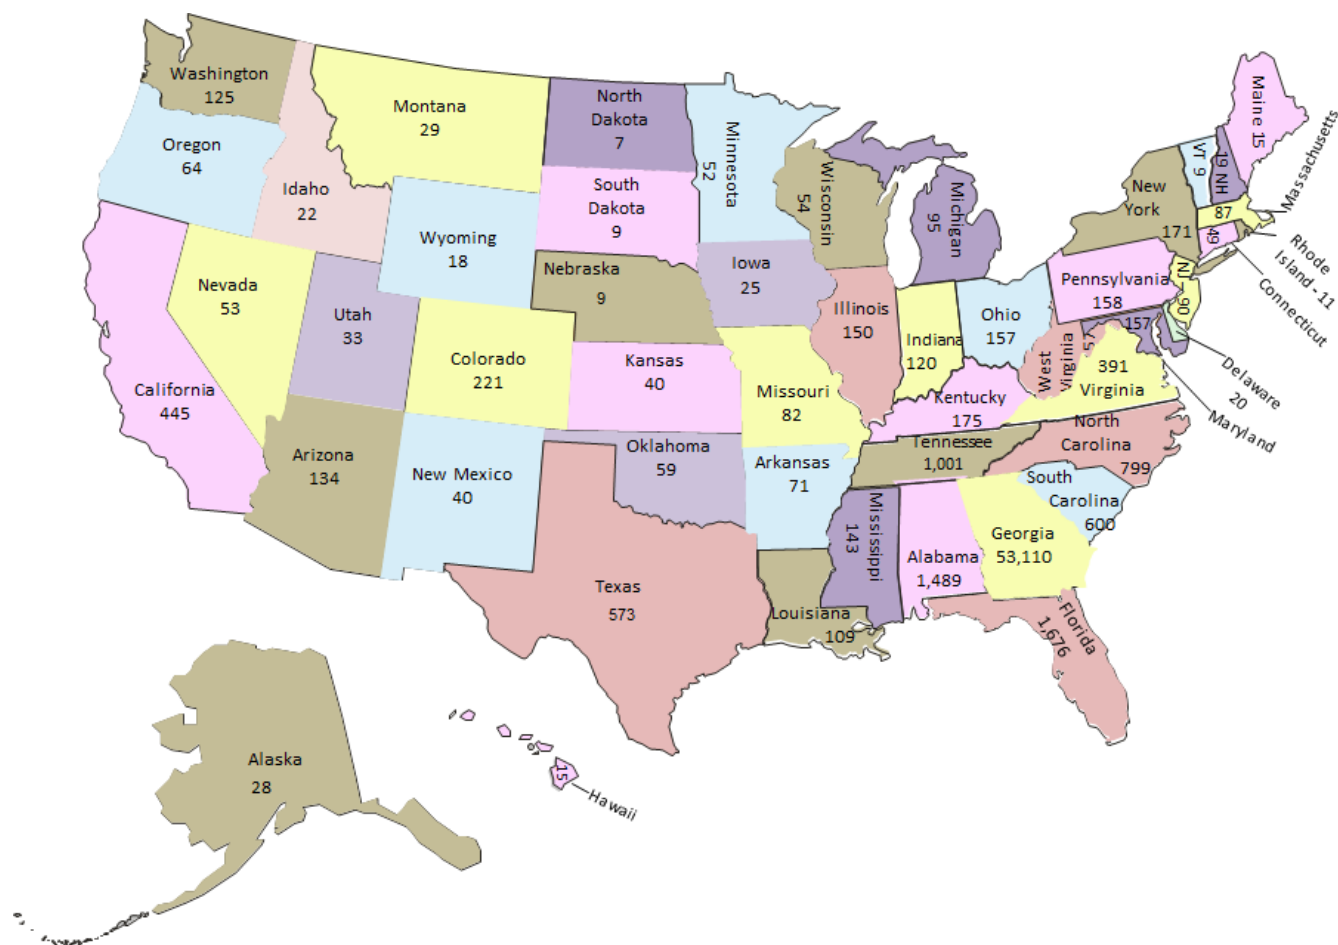 Washington
125
Oregon
64
California
445
Nevada
53
Idaho
22
Montana
29
Wyoming
18
Utah
33
Colorado
221
Arizona
134
New Mexico
40
North
Dakota
7
South
Dakota
9
Nebraska
9
Kansas
40
Oklahoma
59
Texas
573
Minnesota
52
Iowa
25
Missouri
82
Arkansas
71
Louisiana
109
Wisconsin
54
Illinois
150
Michigan
95
Indiana
120
Ohio
157
Kentucky
175
Tennessee
1,001
Mississippi
143
Alabama
1,489
Georgia
53,110
Florida
1,676
South
Carolina
600
North
Carolina
799
391
Virginia
West
Virginia
57
157
Maryland
Delaware
20
Pennsylvania
158
NJ - 90
New
York
171
VT 9
19 NH
Maine 15
87
Massachusetts
49
Connecticut
Rhode
Island - 11
Alaska
28
15
Hawaii